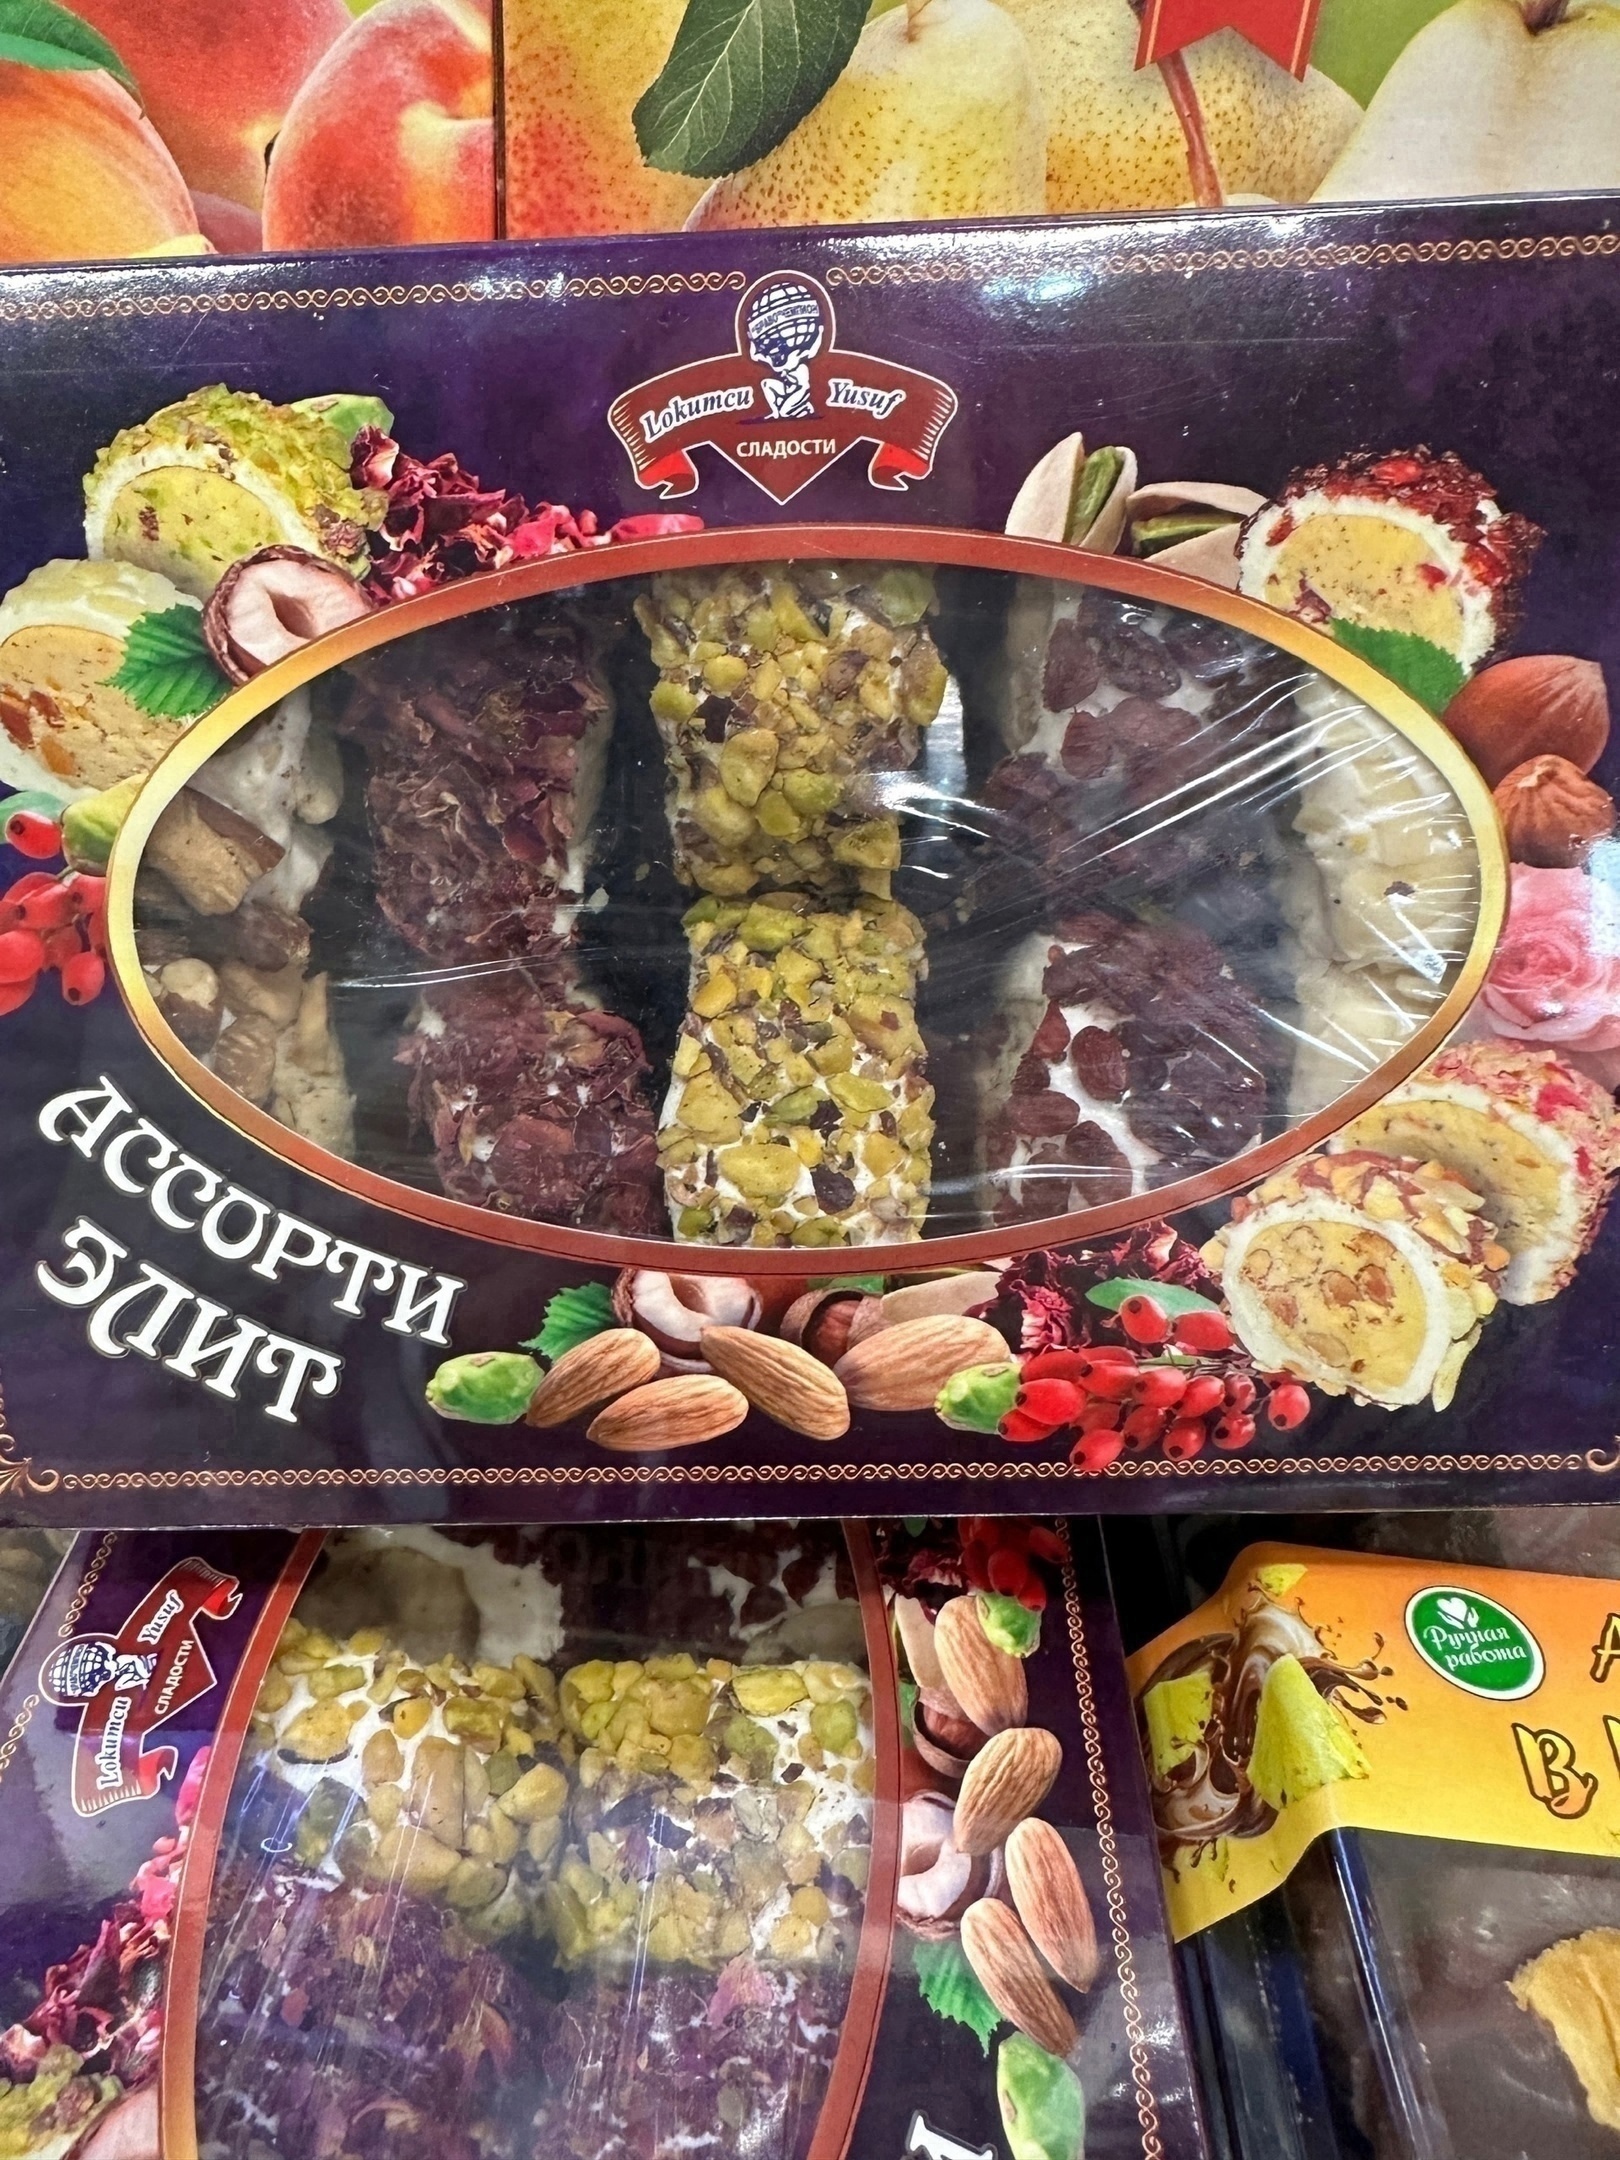 Lokumcu Yusuf
СЛАДОСТИ
АССОРТИ
ЭЛИТ
Lokumcu Yusuf
СЛАДОСТИ
Ручная
работа
В